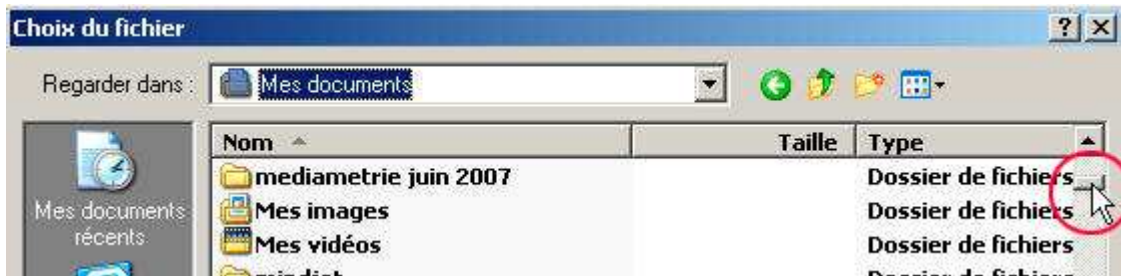 Choix du fichier
Regarder dans : Mes documents
Nom Taille Type
mediametrie juin 2007 Dossier de fichiers
Mes documents récents
Mes images Dossier de fichiers
Mes vidéos Dossier de fichiers